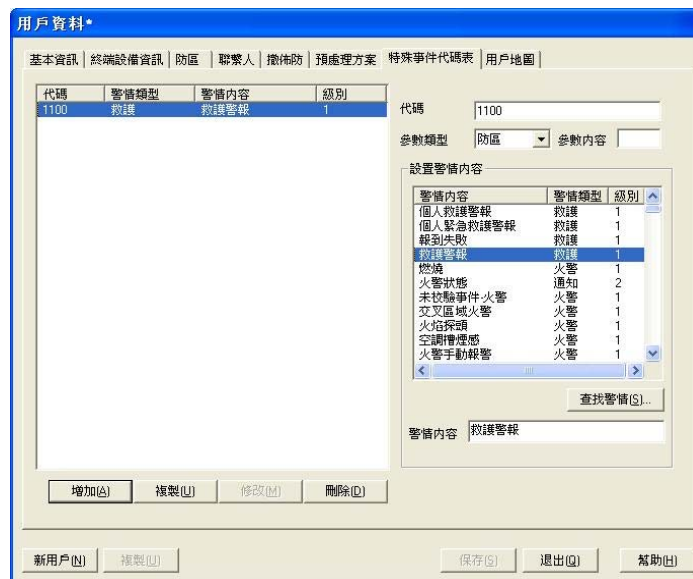 用戶資料*
基本資訊 終端設備資訊 防區 聯繫人 撤佈防 預處理方案 特殊事件代碼表 用戶地圖
代碼 警情類型 警情內容 級別
1100 救護 救護警報 1
代碼 1100
參數類型 防區 參數內容
設置警情內容
警情內容 警情類型 級別
個人救護警報 救護 1
個人緊急救護警報 救護 1
報到失敗 救護 1
救護警報 救護 1
燃燒 火警 1
火警狀態 通知 2
未校驗事件-火警 火警 1
交叉區域火警 火警 1
火焰探頭 火警 1
空調槽煙感 火警 1
火警手動報警 火警 1
查找警情(S)...
警情內容 救護警報
增加(A) 複製(U) 修改(M) 刪除(D)
新用戶(N) 複製(U) 保存(S) 退出(Q) 幫助(H)